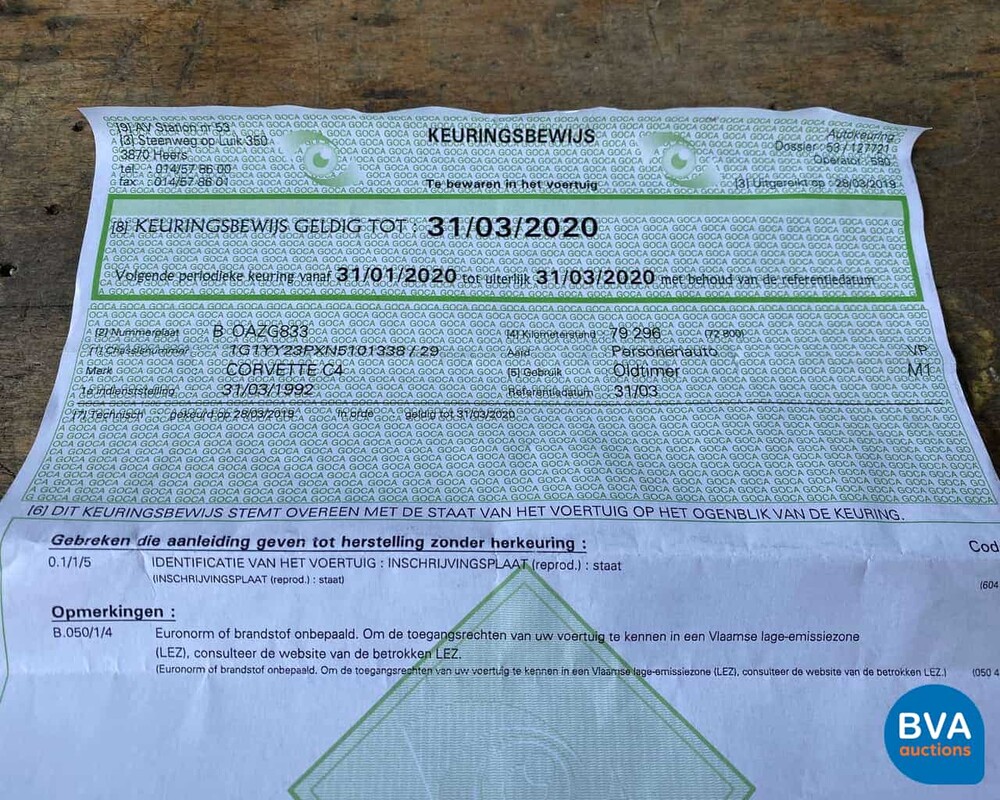 [9] AV Station nr 53
[3] Steenweg op Luik 350
3870 Heers
tel. : 014/57 86 00
fax : 014/57 86 01
KEURINGSBEWIJS
Te bewaren in het voertuig
Autokeuring
Dossier : 53 / 127721
Operator : 590
[3] Uitgereikt op : 28/03/2019
[8] KEURINGSBEWIJS GELDIG TOT : 31/03/2020
Volgende periodieke keuring vanaf 31/01/2020 tot uiterlijk 31/03/2020 met behoud van de referentiedatum
[2] Nummerplaat B OAZG833 [4] Kilometerstand 79 296 (72 800)
[1] Chassisnummer 1G1YY23PXN5101338 / 29 Aard Personenauto VP
Merk CORVETTE C4 [5] Gebruik Oldtimer M1
1e indienststelling 31/03/1992 Referentiedatum 31/03
[7] Technisch gekeurd op 28/03/2019 in orde geldig tot 31/03/2020
[6] DIT KEURINGSBEWIJS STEMT OVEREEN MET DE STAAT VAN HET VOERTUIG OP HET OGENBLIK VAN DE KEURING.
Gebreken die aanleiding geven tot herstelling zonder herkeuring : Cod
0.1/1/5 IDENTIFICATIE VAN HET VOERTUIG : INSCHRIJVINGSPLAAT (reprod.) : staat
(INSCHRIJVINGSPLAAT (reprod.) : staat) (604
Opmerkingen :
B.050/1/4 Euronorm of brandstof onbepaald. Om de toegangsrechten van uw voertuig te kennen in een Vlaamse lage-emissiezone
(LEZ), consulteer de website van de betrokken LEZ.
(Euronorm of brandstof onbepaald. Om de toegangsrechten van uw voertuig te kennen in een Vlaamse lage-emissiezone (LEZ), consulteer de website van de betrokken LEZ.) (050 4
BVA
auctions